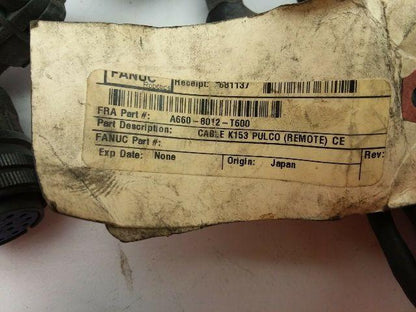 FANUC
Robotics
Receipt: 681137
FRA Part #: A660-8012-T600
Part Description: CABLE K153 PULCO (REMOTE) CE
FANUC Part #:
Exp Date: None Origin: Japan Rev: